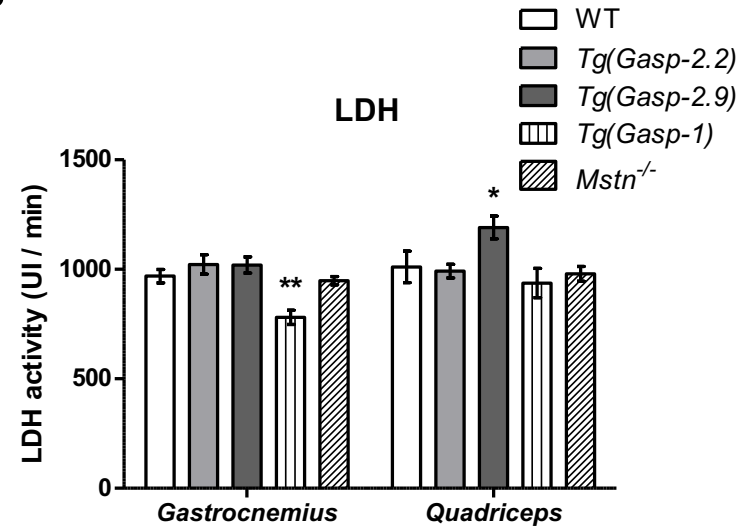 WT
Tg(Gasp-2.2)
Tg(Gasp-2.9)
Tg(Gasp-1)
Mstn-/-
LDH
LDH activity (UI / min)
1500
1000
500
0
**
*
Gastrocnemius
Quadriceps